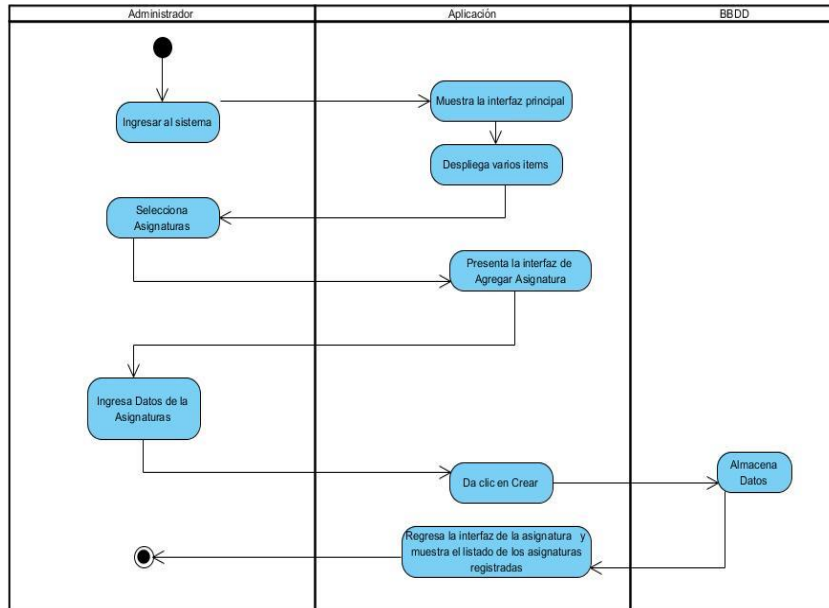 Administrador
Aplicación
BBDD
Ingresar al sistema
Muestra la interfaz principal
Despliega varios items
Selecciona
Asignaturas
Presenta la interfaz de
Agregar Asignatura
Ingresa Datos de la
Asignaturas
Da clic en Crear
Almacena
Datos
Regresa la interfaz de la asignatura y
muestra el listado de los asignaturas
registradas